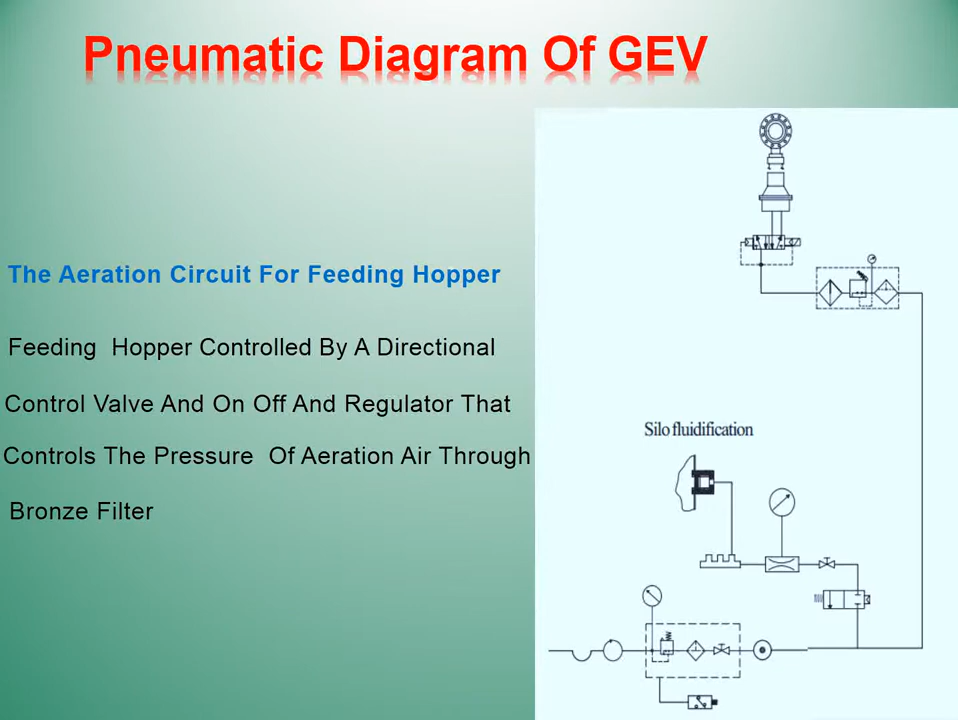 Pneumatic Diagram Of GEV
The Aeration Circuit For Feeding Hopper
Feeding Hopper Controlled By A Directional
Control Valve And On Off And Regulator That
Controls The Pressure Of Aeration Air Through
Bronze Filter
Silo fluidification